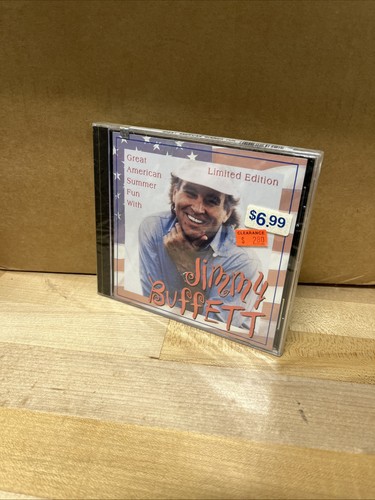 Great
American
Summer
Fun
With
Limited Edition
$6.99
CLEARANCE
Jimmy
Buffett